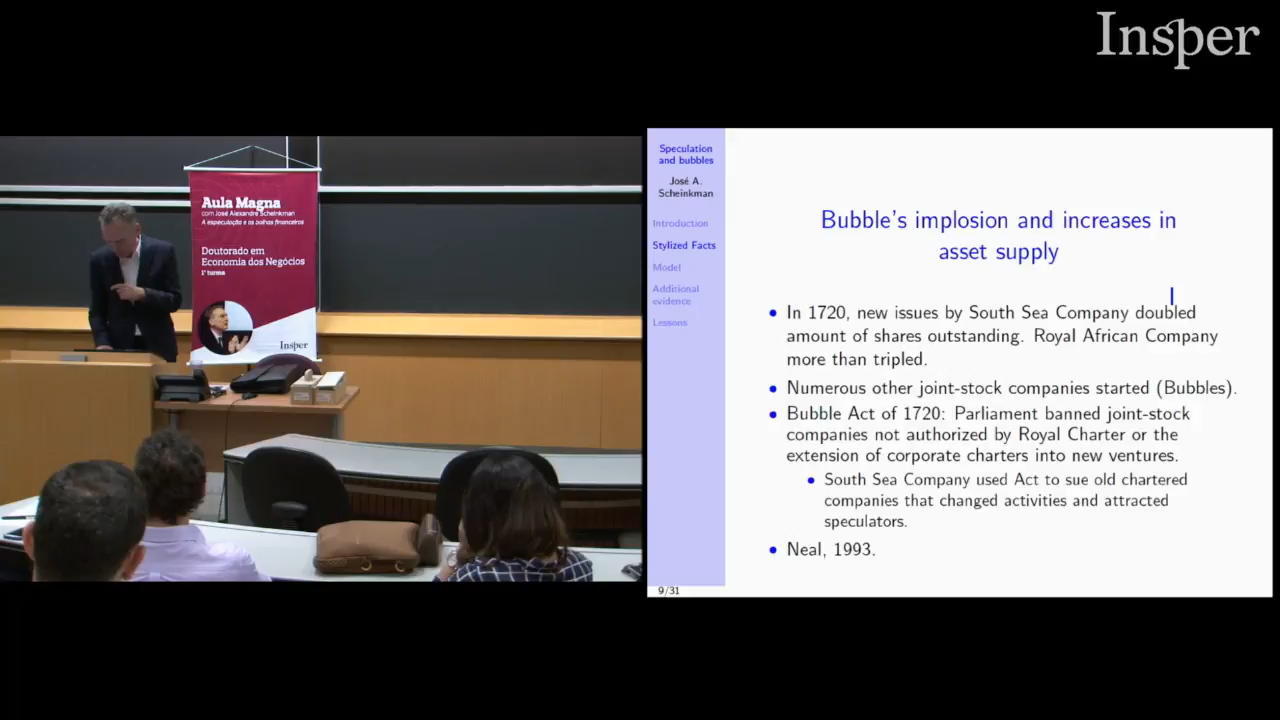 Insper
Aula Magna
com José Alexandre Scheinkman
A especulação e as bolhas financeiras
Doutorado em
Economia dos Negócios
1ª turma
Insper
Speculation
and bubbles
José A.
Scheinkman
Introduction
Stylized Facts
Model
Additional
evidence
Lessons
Bubble's implosion and increases in
asset supply
• In 1720, new issues by South Sea Company doubled
amount of shares outstanding. Royal African Company
more than tripled.
• Numerous other joint-stock companies started (Bubbles).
• Bubble Act of 1720: Parliament banned joint-stock
companies not authorized by Royal Charter or the
extension of corporate charters into new ventures.
• South Sea Company used Act to sue old chartered
companies that changed activities and attracted
speculators.
• Neal, 1993.
9/31